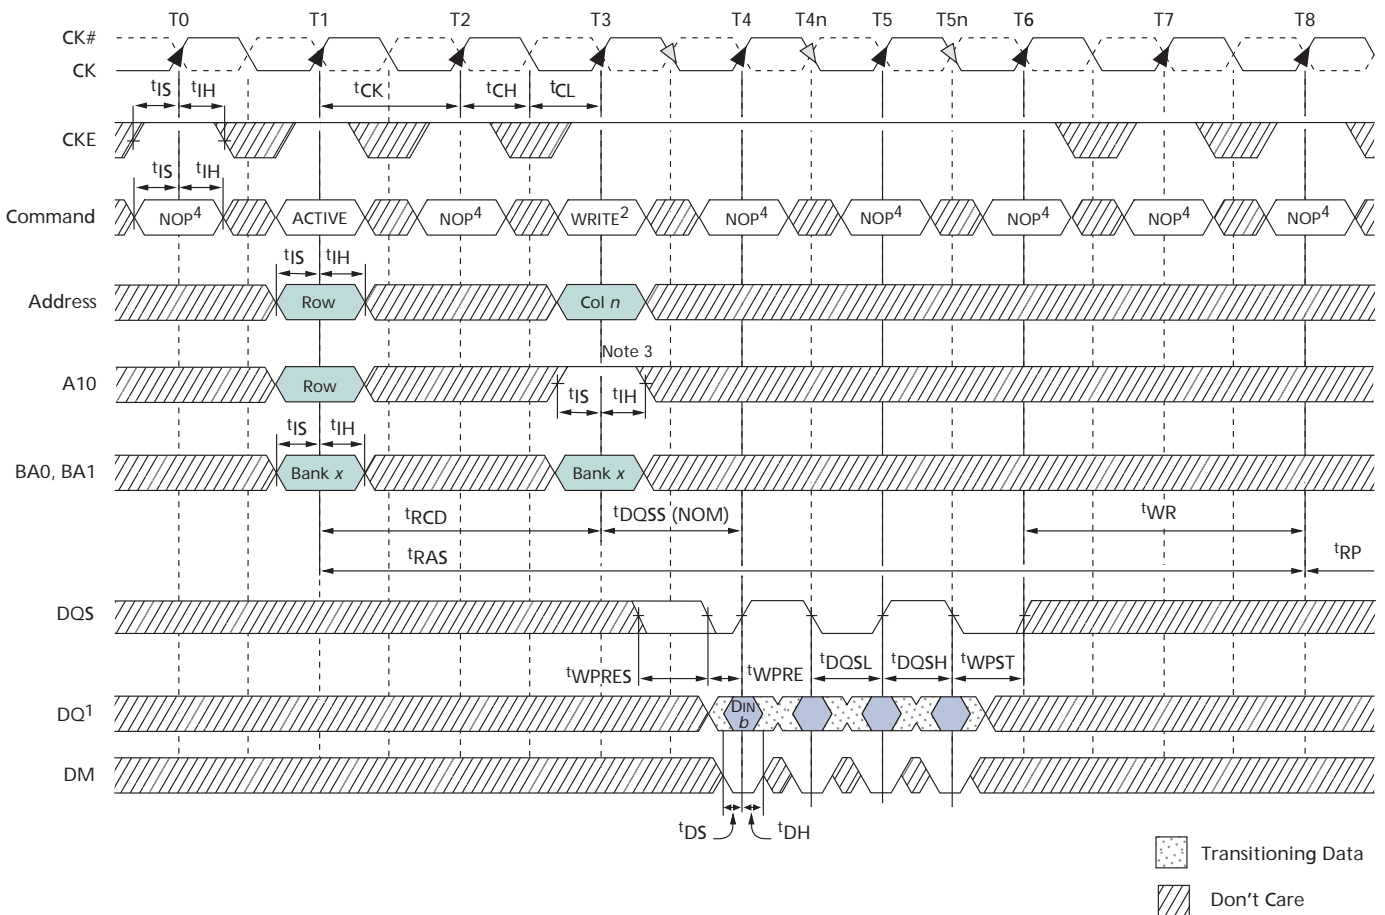 T0 T1 T2 T3 T4 T4n T5 T5n T6 T7 T8
CK#
CK
tIS tIH tCK tCH tCL
CKE
tIS tIH
Command NOP4 ACTIVE NOP4 WRITE2 NOP4 NOP4 NOP4 NOP4 NOP4
tIS tIH
Address Row Col n
Note 3
A10 Row
tIS tIH
tIS tIH
BA0, BA1 Bank x Bank x
tRCD tDQSS (NOM) tWR
tRAS tRP
DQS
tWPRES tWPRE tDQSL tDQSH tWPST
DQ1 DIN
b
DM
tDS tDH
Transitioning Data
Don't Care